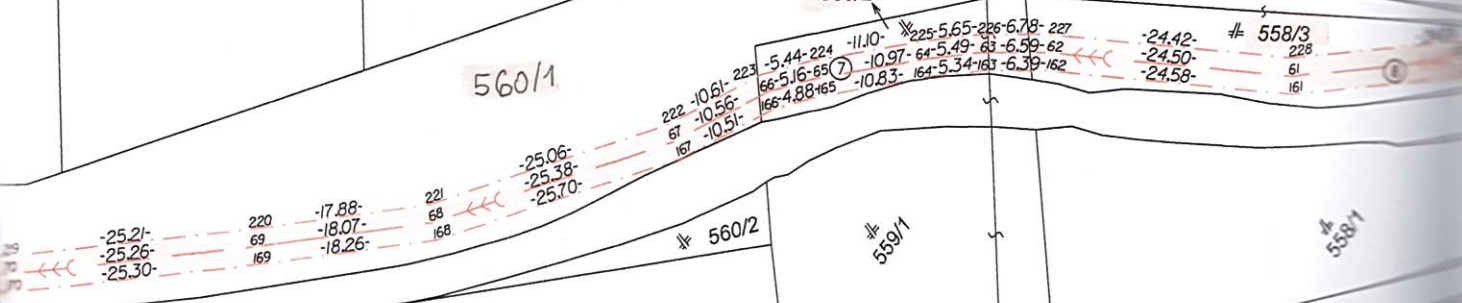 560/1
222 -10.61- 223 -5.44-224 -11.10- 225-5.65-226-6.78- 227 -24.42- 228
67 -10.56- 66-5.16-65 7 -10.97- 64-5.49- 63 -6.59-62 -24.50- 61
167 -10.51- 166-4.88-165 -10.83- 164-5.34-163 -6.39-162 -24.58- 161
558/3
-25.21- 220 -17.88- 221 -25.06-
-25.26- 69 -18.07- 68 -25.38-
-25.30- 169 -18.26- 168 -25.70-
560/2
559/1
558/1